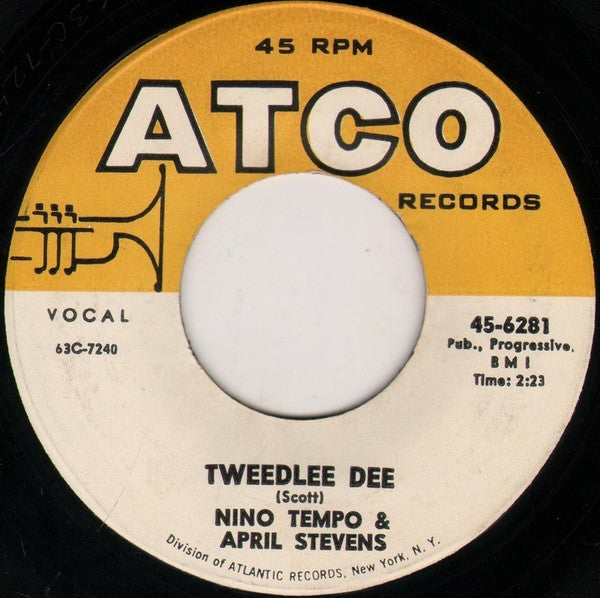 45 RPM
ATCO
RECORDS
VOCAL
63C-7240
45-6281
Pub., Progressive,
BMI
Time: 2:23
TWEEDLEE DEE
(Scott)
NINO TEMPO &
APRIL STEVENS
Division of ATLANTIC RECORDS, New York, N. Y.